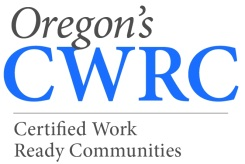 Oregon's
CWRC
Certified Work
Ready Communities